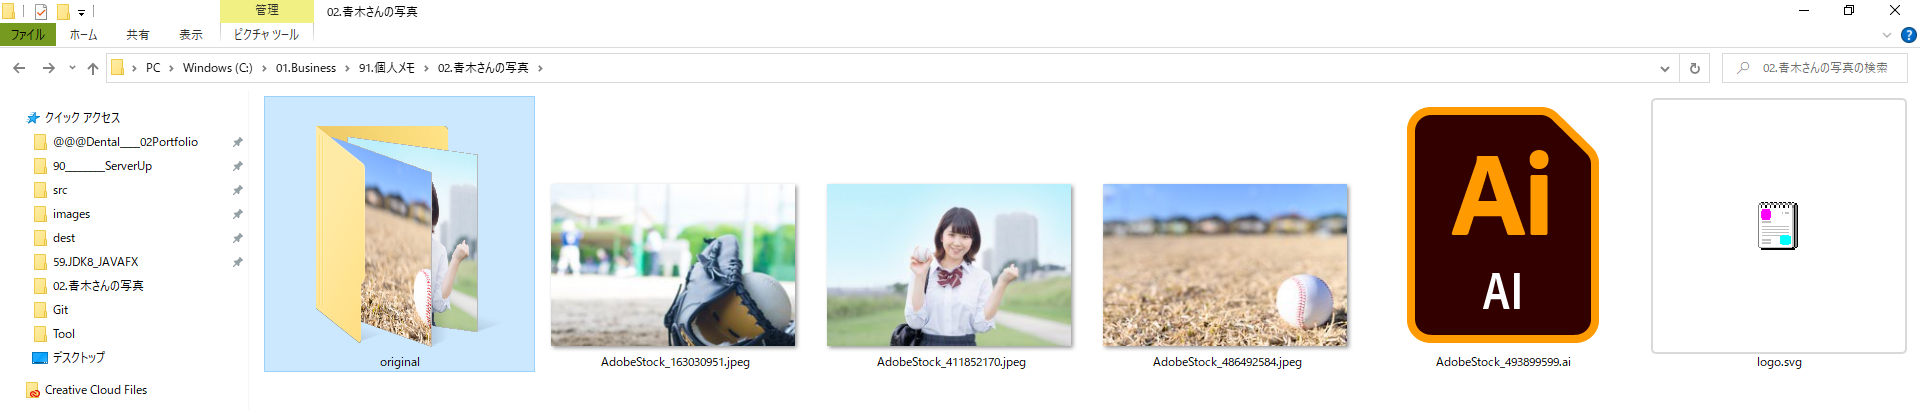 管理
02.青木さんの写真
ファイル
ホーム
共有
表示
ピクチャ ツール
?
PC
Windows (C:)
01.Business
91.個人メモ
02.青木さんの写真
02.青木さんの写真の検索
クイック アクセス
@@@Dental___02Portfolio
90______ServerUp
src
images
dest
59.JDK8_JAVAFX
02.青木さんの写真
Git
Tool
デスクトップ
Creative Cloud Files
original
AdobeStock_163030951.jpeg
AdobeStock_411852170.jpeg
AdobeStock_486492584.jpeg
Ai
AI
AdobeStock_493899599.ai
logo.svg